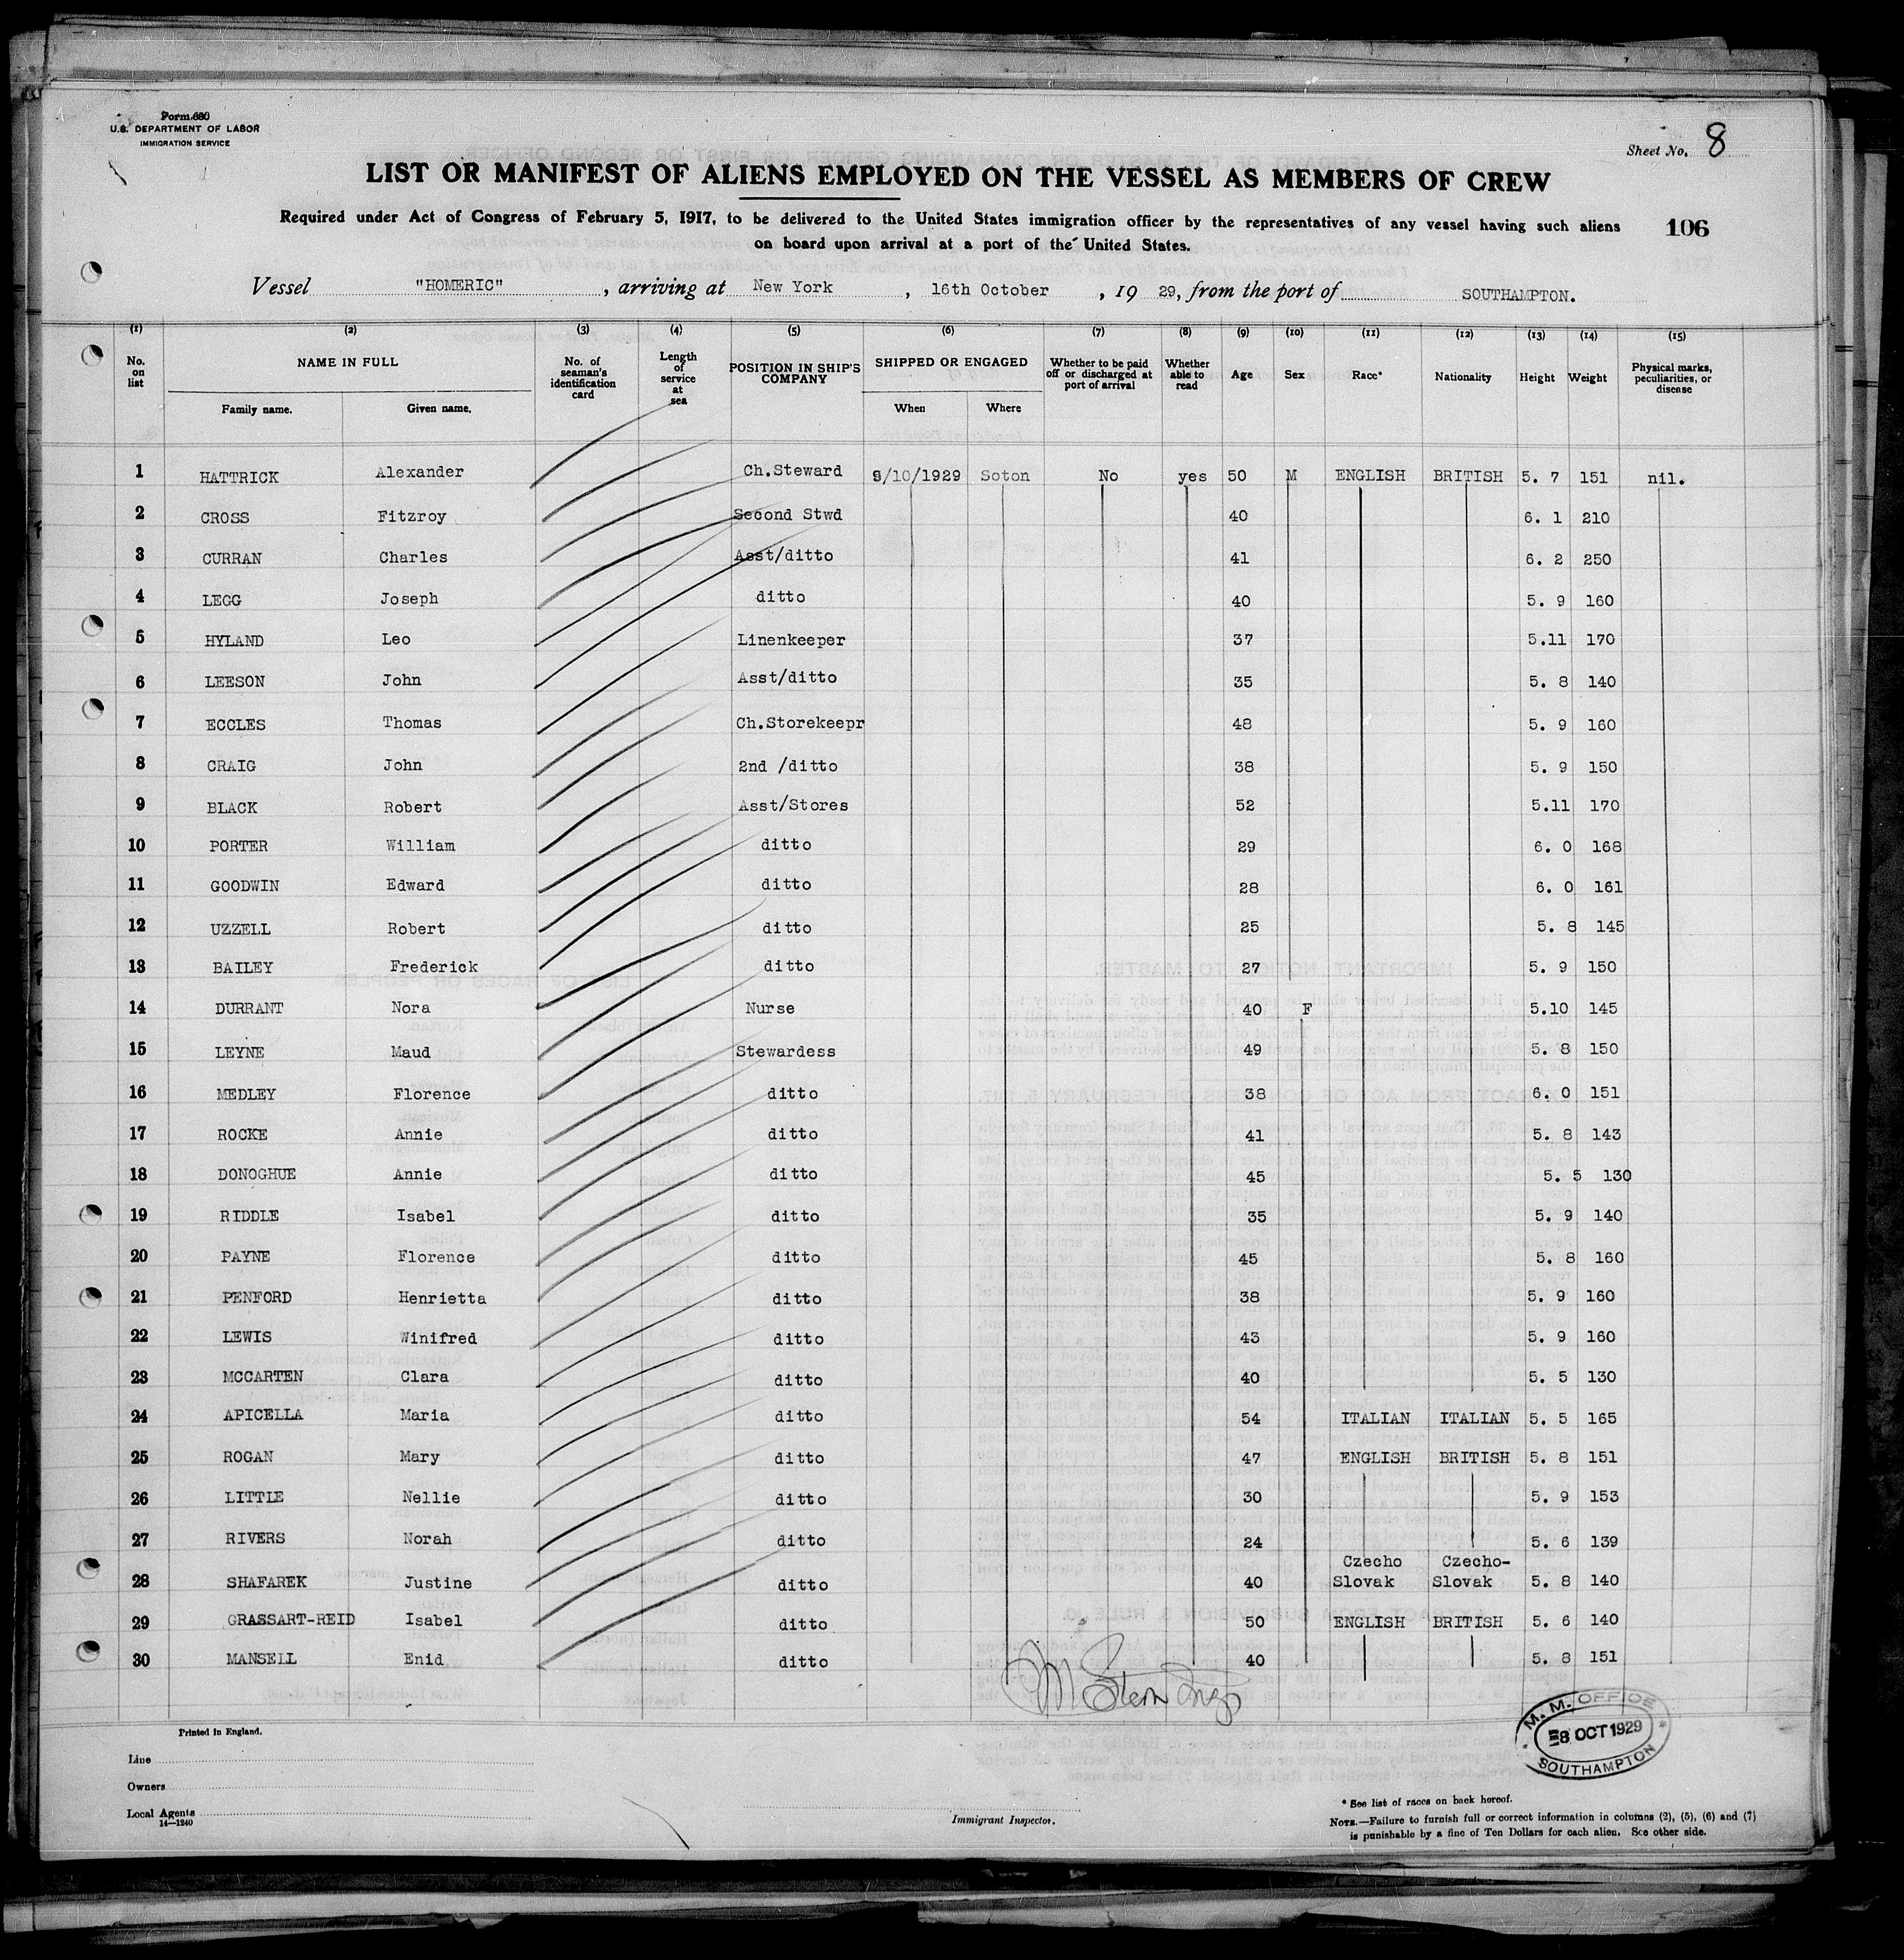 Form 680
U.S. DEPARTMENT OF LABOR
IMMIGRATION SERVICE
Sheet No. 8
LIST OR MANIFEST OF ALIENS EMPLOYED ON THE VESSEL AS MEMBERS OF CREW
Required under Act of Congress of February 5, 1917, to be delivered to the United States immigration officer by the representatives of any vessel having such aliens
on board upon arrival at a port of the United States.
106
Vessel "HOMERIC", arriving at New York, 16th October, 1929, from the port of SOUTHAMPTON.
(1) (2) (3) (4) (5) (6) (7) (8) (9) (10) (11) (12) (13) (14) (15)
No. on list NAME IN FULL Family name. Given name. No. of seaman's identification card Length of service at sea POSITION IN SHIP'S COMPANY SHIPPED OR ENGAGED When Where Whether to be paid off or discharged at port of arrival Whether able to read Age Sex Race* Nationality Height Weight Physical marks, peculiarities, or disease
1 HATTRICK Alexander Ch.Steward 9/10/1929 Soton No yes 50 M ENGLISH BRITISH 5. 7 151 nil.
2 CROSS Fitzroy Second Stwd 40 6. 1 210
3 CURRAN Charles Asst/ditto 41 6. 2 250
4 LEGG Joseph ditto 40 5. 9 160
5 HYLAND Leo Linenkeeper 37 5.11 170
6 LEESON John Asst/ditto 35 5. 8 140
7 ECCLES Thomas Ch.Storekeepr 48 5. 9 160
8 CRAIG John 2nd /ditto 38 5. 9 150
9 BLACK Robert Asst/Stores 52 5.11 170
10 PORTER William ditto 29 6. 0 168
11 GOODWIN Edward ditto 28 6. 0 161
12 UZZELL Robert ditto 25 5. 8 145
13 BAILEY Frederick ditto 27 5. 9 150
14 DURRANT Nora Nurse 40 F 5.10 145
15 LEYNE Maud Stewardess 49 5. 8 150
16 MEDLEY Florence ditto 38 6. 0 151
17 ROCKE Annie ditto 41 5. 8 143
18 DONOGHUE Annie ditto 45 5. 5 130
19 RIDDLE Isabel ditto 35 5. 9 140
20 PAYNE Florence ditto 45 5. 8 160
21 PENFORD Henrietta ditto 38 5. 9 160
22 LEWIS Winifred ditto 43 5. 9 160
23 MCCARTEN Clara ditto 40 5. 5 130
24 APICELLA Maria ditto 54 ITALIAN ITALIAN 5. 5 165
25 ROGAN Mary ditto 47 ENGLISH BRITISH 5. 8 151
26 LITTLE Nellie ditto 30 5. 9 153
27 RIVERS Norah ditto 24 5. 6 139
Czecho Czecho-
28 SHAFAREK Justine ditto 40 Slovak Slovak 5. 8 140
29 GRASSART-REID Isabel ditto 50 ENGLISH BRITISH 5. 6 140
30 MANSELL Enid ditto 40 5. 8 151
M. M. OFFICE
8 OCT 1929
SOUTHAMPTON
Printed in England.
Line
Owners
Local Agents
14—1240
Immigrant Inspector.
* See list of races on back hereof.
NOTE.—Failure to furnish full or correct information in columns (2), (5), (6) and (7)
is punishable by a fine of Ten Dollars for each alien. See other side.